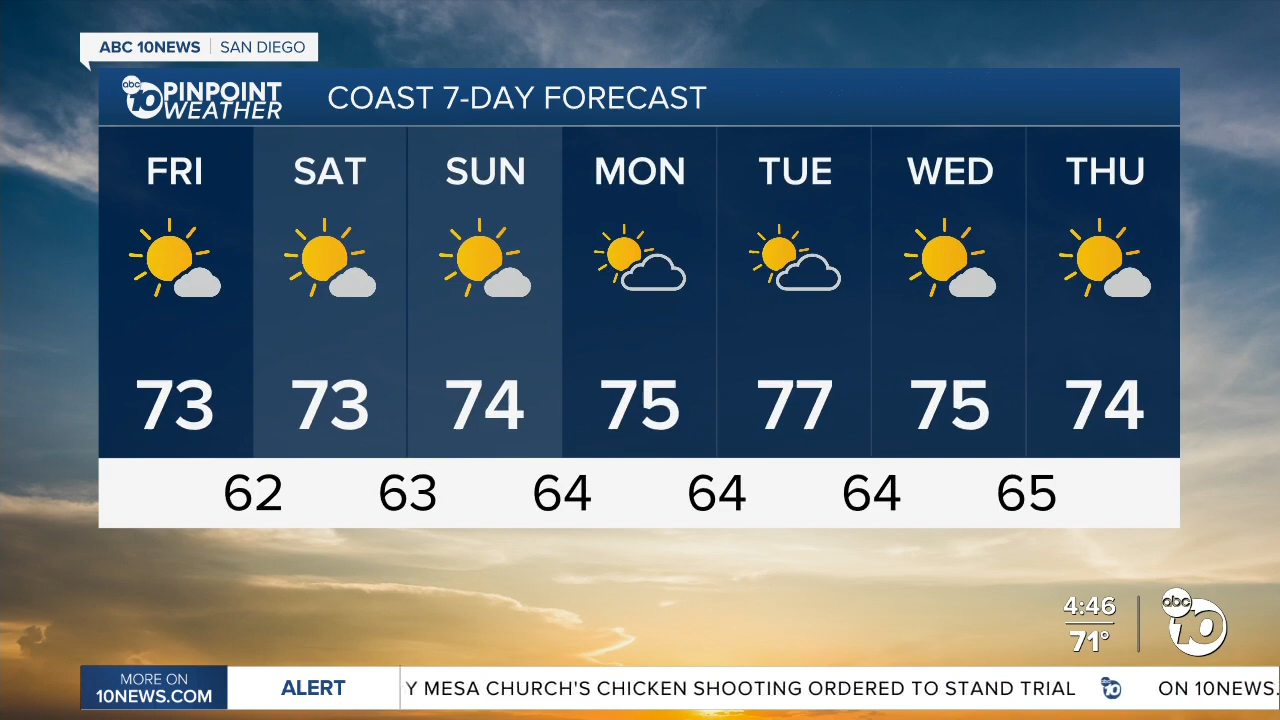 ABC 10NEWS | SAN DIEGO
abc 10 PINPOINT WEATHER
COAST 7-DAY FORECAST
FRI SAT SUN MON TUE WED THU
73 73 74 75 77 75 74
62 63 64 64 64 65
4:46
71°
abc 10
MORE ON
10NEWS.COM
ALERT
Y MESA CHURCH'S CHICKEN SHOOTING ORDERED TO STAND TRIAL abc 10 ON 10NEWS.